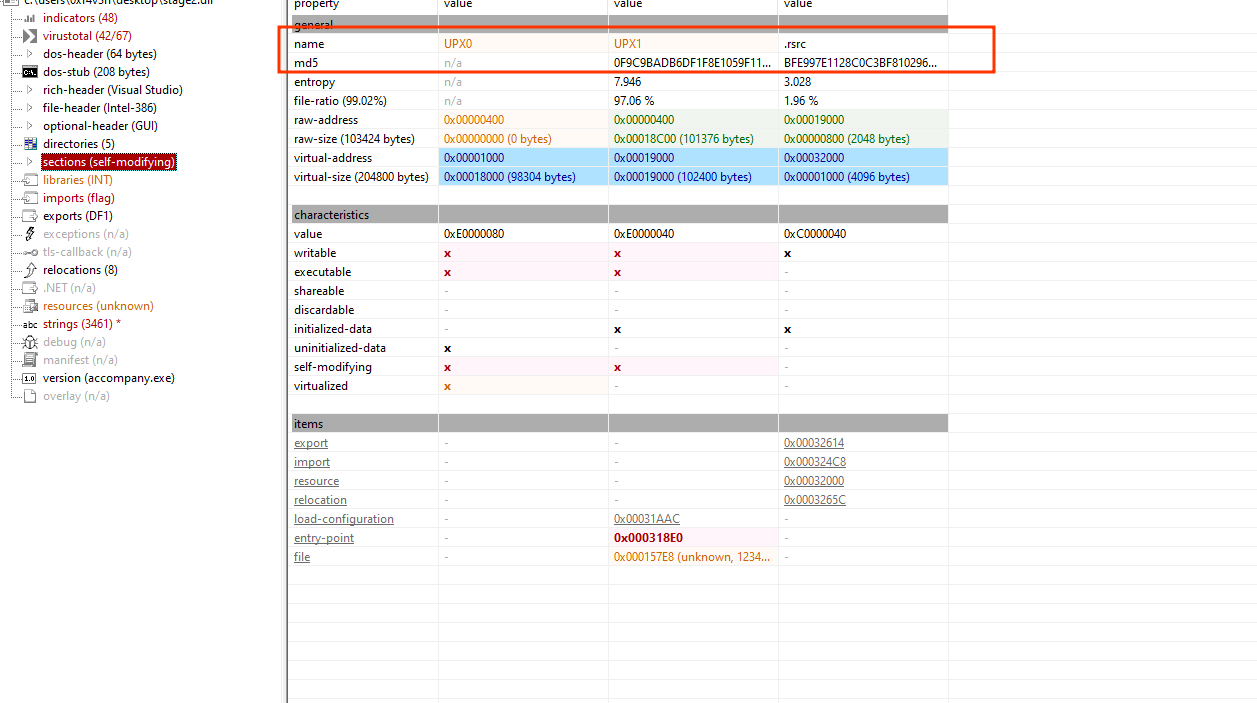 c:\users\0xf4v51f\desktop\stage2.dll
indicators (48)
virustotal (42/67)
dos-header (64 bytes)
dos-stub (208 bytes)
rich-header (Visual Studio)
file-header (Intel-386)
optional-header (GUI)
directories (5)
sections (self-modifying)
libraries (INT)
imports (flag)
exports (DF1)
exceptions (n/a)
tls-callback (n/a)
relocations (8)
.NET (n/a)
resources (unknown)
abc strings (3461) *
debug (n/a)
manifest (n/a)
1.0 version (accompany.exe)
overlay (n/a)
property value value value
general
name UPX0 UPX1 .rsrc
md5 n/a 0F9C9BADB6DF1F8E1059F11... BFE997E1128C0C3BF810296...
entropy n/a 7.946 3.028
file-ratio (99.02%) n/a 97.06 % 1.96 %
raw-address 0x00000400 0x00000400 0x00019000
raw-size (103424 bytes) 0x00000000 (0 bytes) 0x00018C00 (101376 bytes) 0x00000800 (2048 bytes)
virtual-address 0x00001000 0x00019000 0x00032000
virtual-size (204800 bytes) 0x00018000 (98304 bytes) 0x00019000 (102400 bytes) 0x00001000 (4096 bytes)
characteristics
value 0xE0000080 0xE0000040 0xC0000040
writable x x x
executable x x -
shareable - - -
discardable - - -
initialized-data - x x
uninitialized-data x - -
self-modifying x x -
virtualized x - -
items
export - - 0x00032614
import - - 0x000324C8
resource - - 0x00032000
relocation - - 0x0003265C
load-configuration - 0x00031AAC -
entry-point - 0x000318E0 -
file - 0x000157E8 (unknown, 1234... -